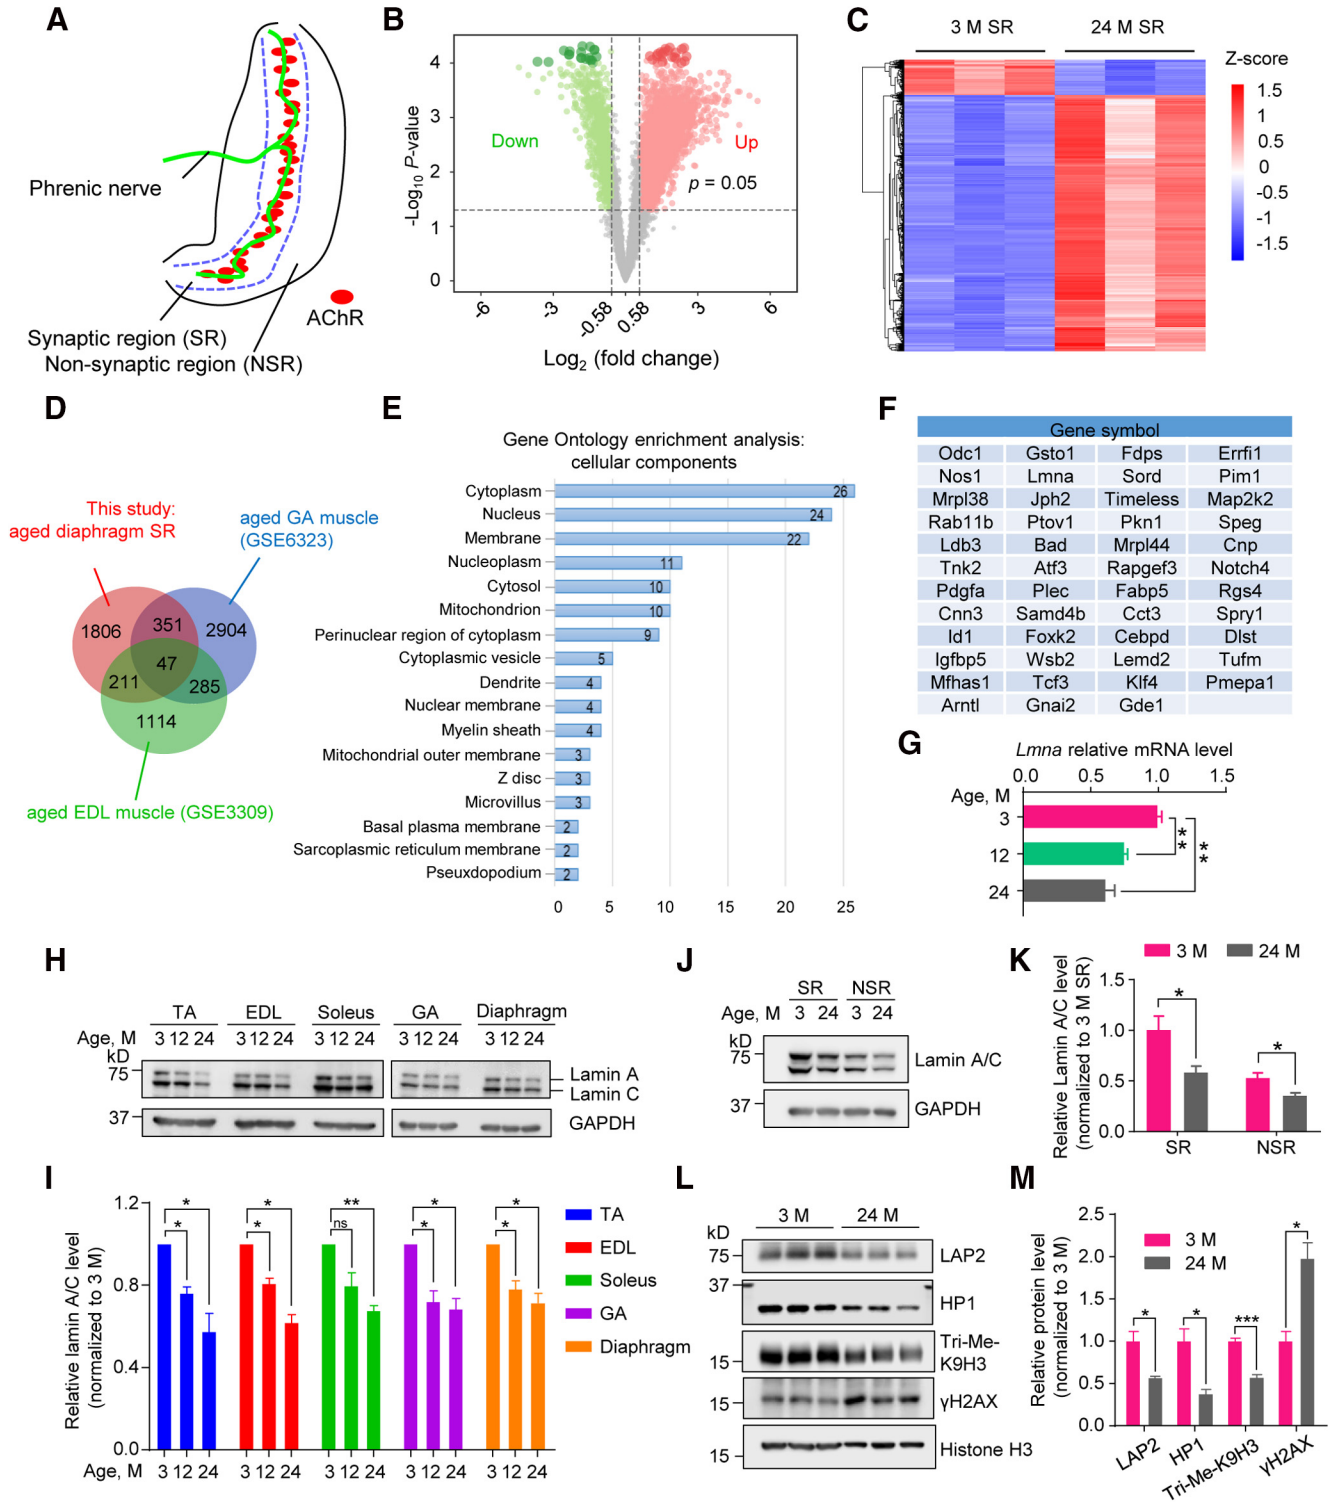 A
Phrenic nerve
Synaptic region (SR)
Non-synaptic region (NSR)
AChR
B
-Log10 P-value
4
3
2
1
0
Down
Up
p = 0.05
-6
-3
-0.58
0.58
3
6
Log2 (fold change)
C
3 M SR
24 M SR
Z-score
1.5
1
0.5
0
-0.5
-1
-1.5
D
This study:
aged diaphragm SR
aged GA muscle
(GSE6323)
1806
351
2904
47
211
285
1114
aged EDL muscle (GSE3309)
E
Gene Ontology enrichment analysis:
cellular components
Cytoplasm 26
Nucleus 24
Membrane 22
Nucleoplasm 11
Cytosol 10
Mitochondrion 10
Perinuclear region of cytoplasm 9
Cytoplasmic vesicle 5
Dendrite 4
Nuclear membrane 4
Myelin sheath 4
Mitochondrial outer membrane 3
Z disc 3
Microvillus 3
Basal plasma membrane 2
Sarcoplasmic reticulum membrane 2
Pseuxdopodium 2
0 5 10 15 20 25
F
Gene symbol
Odc1 Gsto1 Fdps Errfi1
Nos1 Lmna Sord Pim1
Mrpl38 Jph2 Timeless Map2k2
Rab11b Ptov1 Pkn1 Speg
Ldb3 Bad Mrpl44 Cnp
Tnk2 Atf3 Rapgef3 Notch4
Pdgfa Plec Fabp5 Rgs4
Cnn3 Samd4b Cct3 Spry1
Id1 Foxk2 Cebpd Dlst
Igfbp5 Wsb2 Lemd2 Tufm
Mfhas1 Tcf3 Klf4 Pmepa1
Arntl Gnai2 Gde1
G
Lmna relative mRNA level
0.0 0.5 1.0 1.5
Age, M
3
12
24
**
**
H
TA EDL Soleus GA Diaphragm
Age, M 3 12 24 3 12 24 3 12 24 3 12 24 3 12 24
kD
75
Lamin A
Lamin C
37
GAPDH
I
Relative lamin A/C level
(normalized to 3 M)
1.2
0.8
0.4
0.0
* *
* *
ns **
* *
* *
TA
EDL
Soleus
GA
Diaphragm
Age, M 3 12 24 3 12 24 3 12 24 3 12 24 3 12 24
J
SR NSR
Age, M 3 24 3 24
kD
75
Lamin A/C
37
GAPDH
K
3 M 24 M
Relative Lamin A/C level
(normalized to 3 M SR)
1.5
1.0
0.5
0.0
*
*
SR NSR
L
3 M 24 M
kD
75
LAP2
37
HP1
Tri-Me-
K9H3
15
γH2AX
15
Histone H3
15
M
Relative protein level
(normalized to 3 M)
2.5
2.0
1.5
1.0
0.5
0.0
3 M
24 M
*
*
***
*
LAP2
HP1
Tri-Me-K9H3
γH2AX